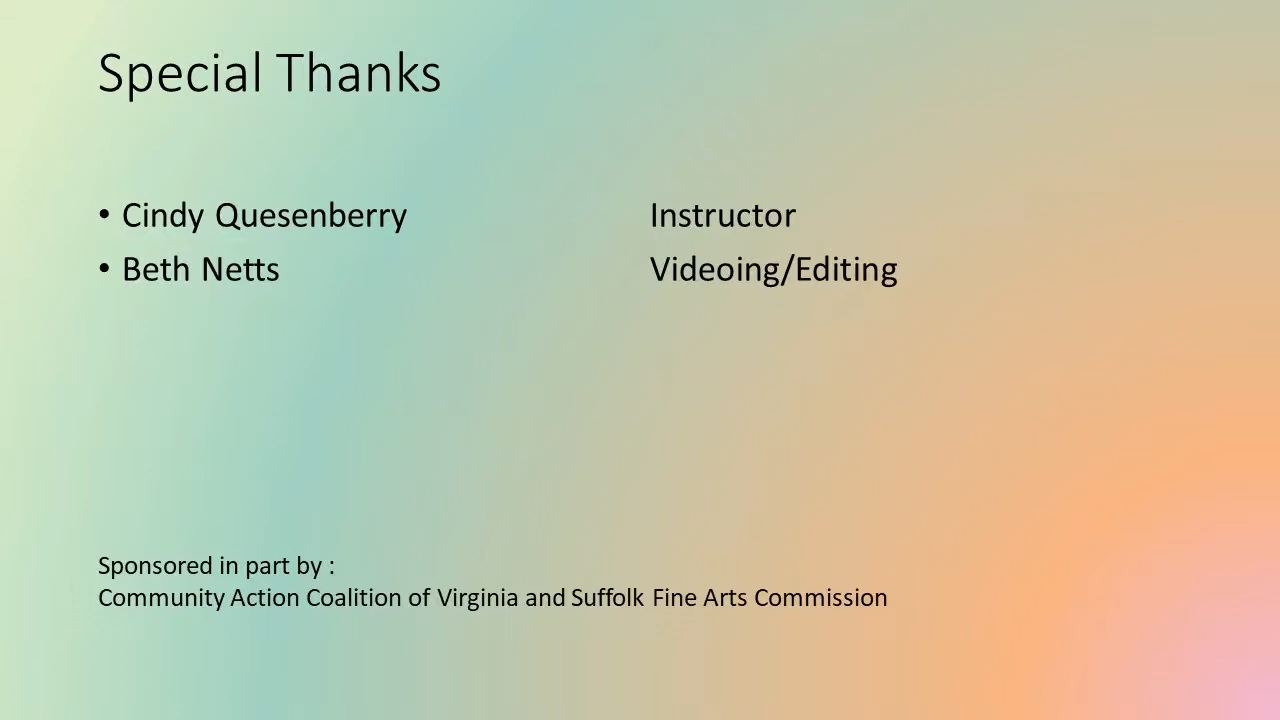 Special Thanks
• Cindy Quesenberry Instructor
• Beth Netts Videoing/Editing
Sponsored in part by :
Community Action Coalition of Virginia and Suffolk Fine Arts Commission